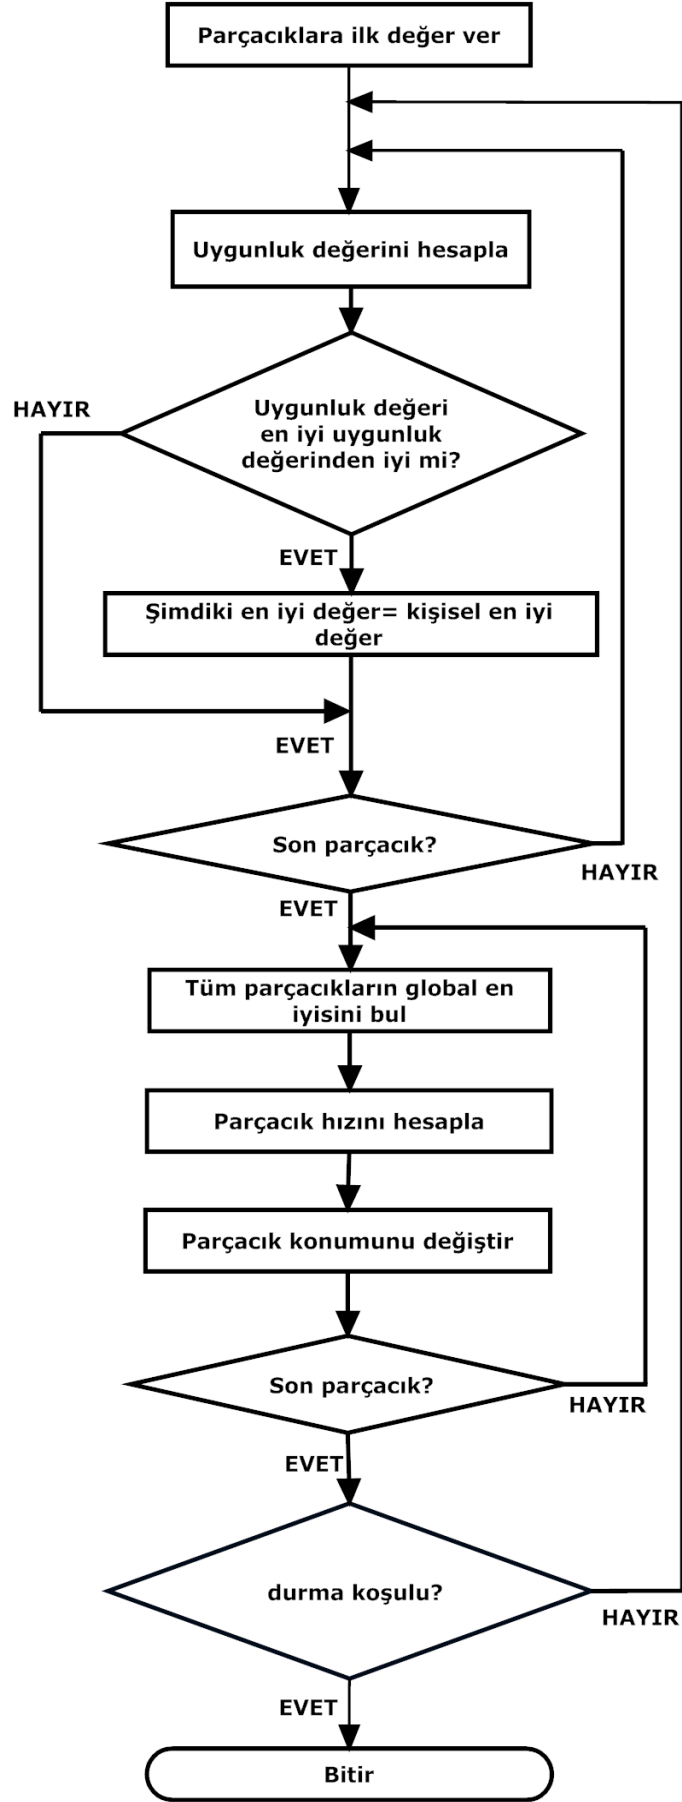 Parçacıklara ilk değer ver
Uygunluk değerini hesapla
HAYIR
Uygunluk değeri
en iyi uygunluk
değerinden iyi mi?
EVET
Şimdiki en iyi değer= kişisel en iyi
değer
EVET
Son parçacık?
HAYIR
EVET
Tüm parçacıkların global en
iyisini bul
Parçacık hızını hesapla
Parçacık konumunu değiştir
Son parçacık?
HAYIR
EVET
durma koşulu?
HAYIR
EVET
Bitir